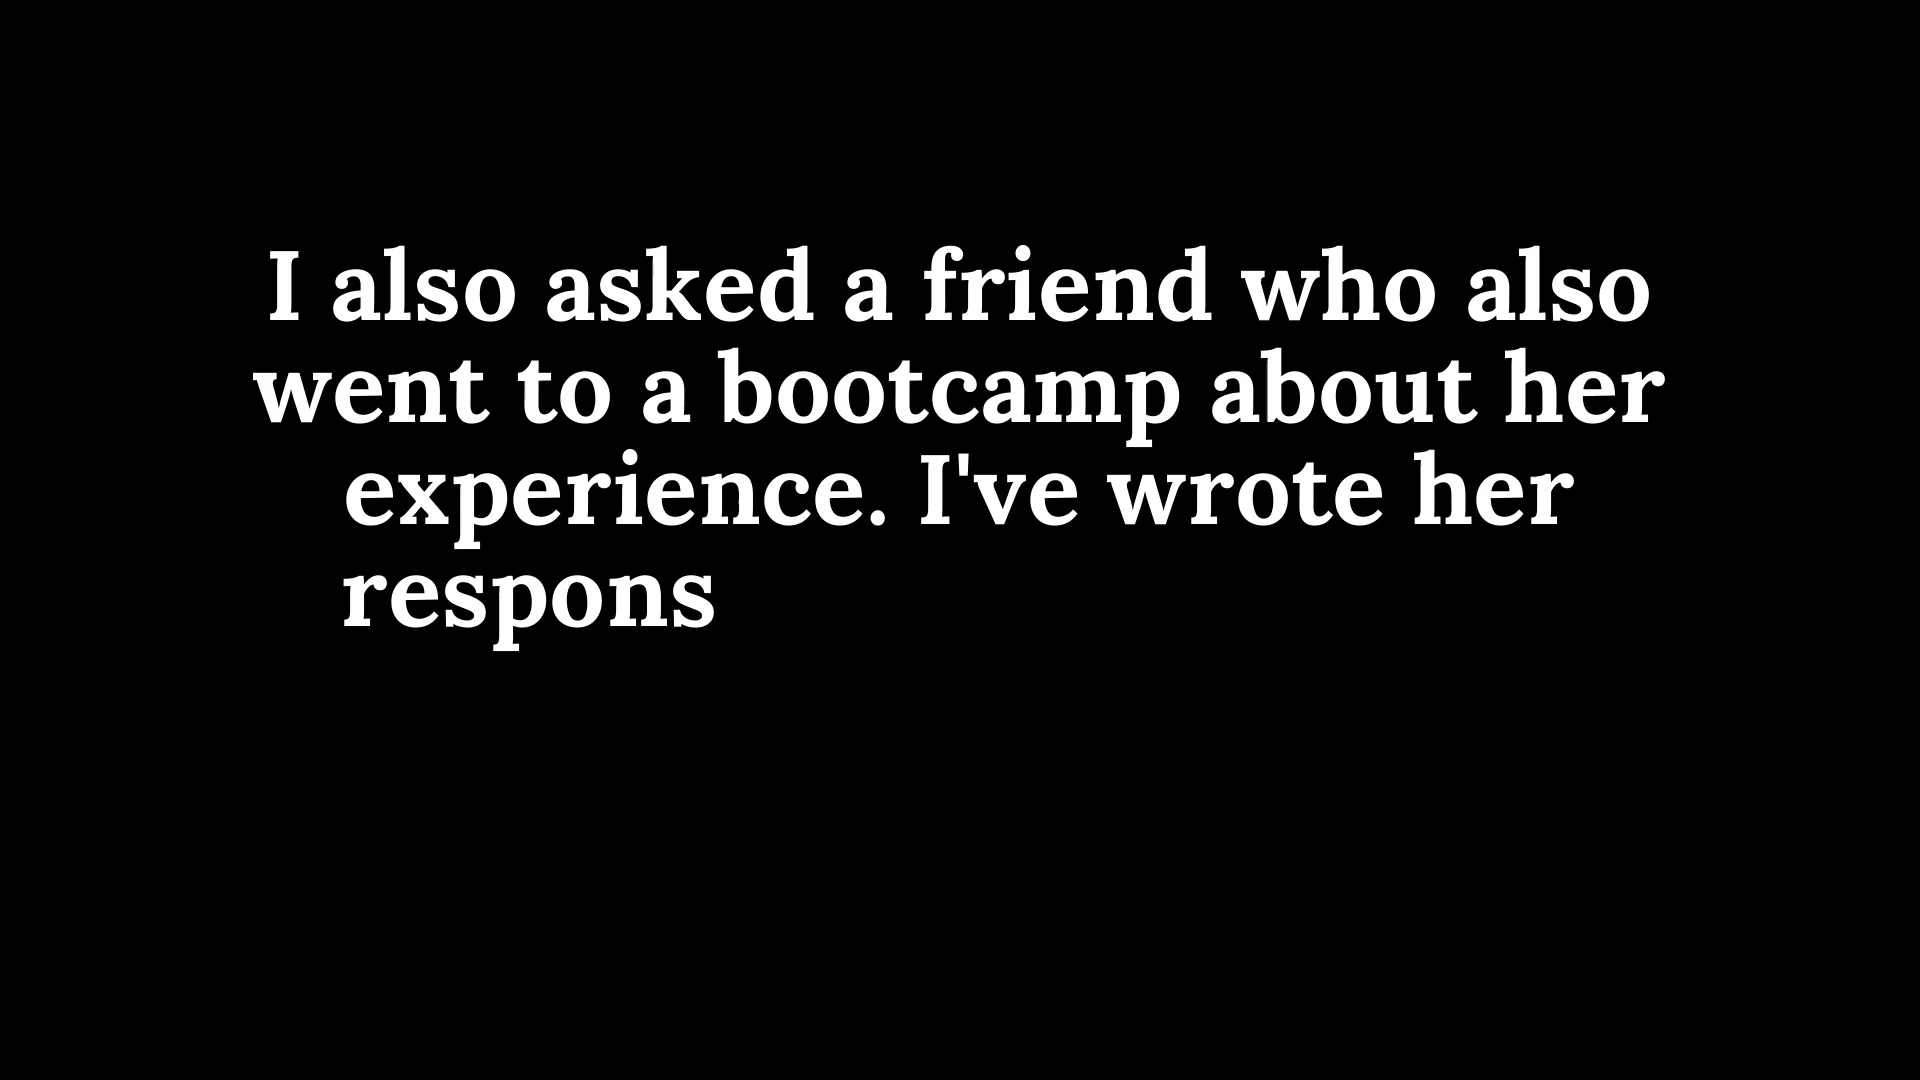 I also asked a friend who also
went to a bootcamp about her
experience. I've wrote her
respons